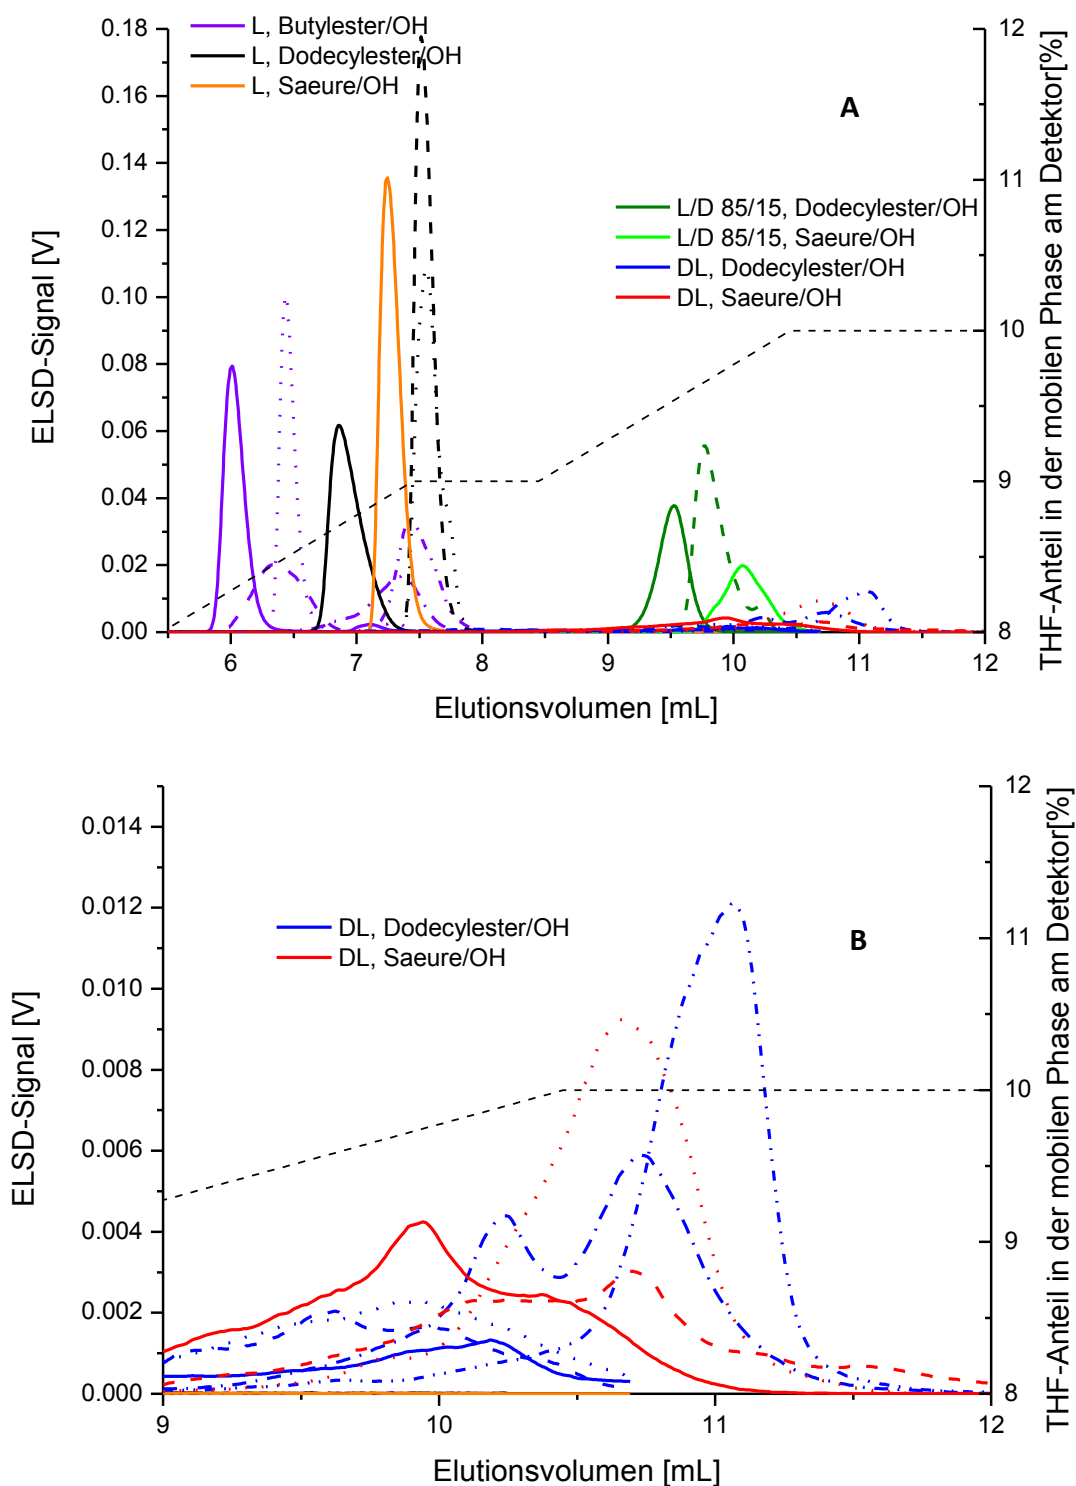 L, Butylester/OH
L, Dodecylester/OH
L, Saeure/OH
A
L/D 85/15, Dodecylester/OH
L/D 85/15, Saeure/OH
DL, Dodecylester/OH
DL, Saeure/OH
0.18
0.16
0.14
0.12
0.10
0.08
0.06
0.04
0.02
0.00
ELSD-Signal [V]
12
11
10
9
8
THF-Anteil in der mobilen Phase am Detektor[%]
6 7 8 9 10 11 12
Elutionsvolumen [mL]
DL, Dodecylester/OH
DL, Saeure/OH
B
0.014
0.012
0.010
0.008
0.006
0.004
0.002
0.000
ELSD-Signal [V]
12
11
10
9
8
THF-Anteil in der mobilen Phase am Detektor[%]
9 10 11 12
Elutionsvolumen [mL]